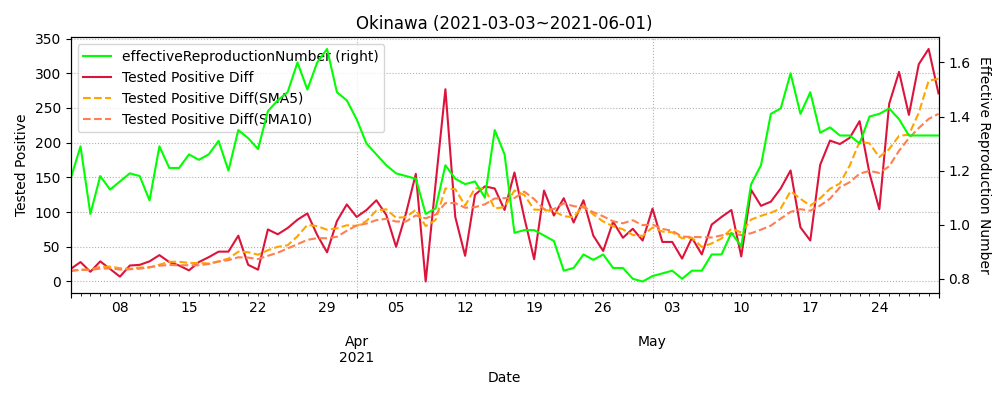 Okinawa (2021-03-03~2021-06-01)
effectiveReproductionNumber (right)
Tested Positive Diff
Tested Positive Diff(SMA5)
Tested Positive Diff(SMA10)
Tested Positive
350
300
250
200
150
100
50
0
Effective Reproduction Number
1.6
1.4
1.2
1.0
0.8
08 15 22 29 05 12 19 26 03 10 17 24
Apr May
2021
Date